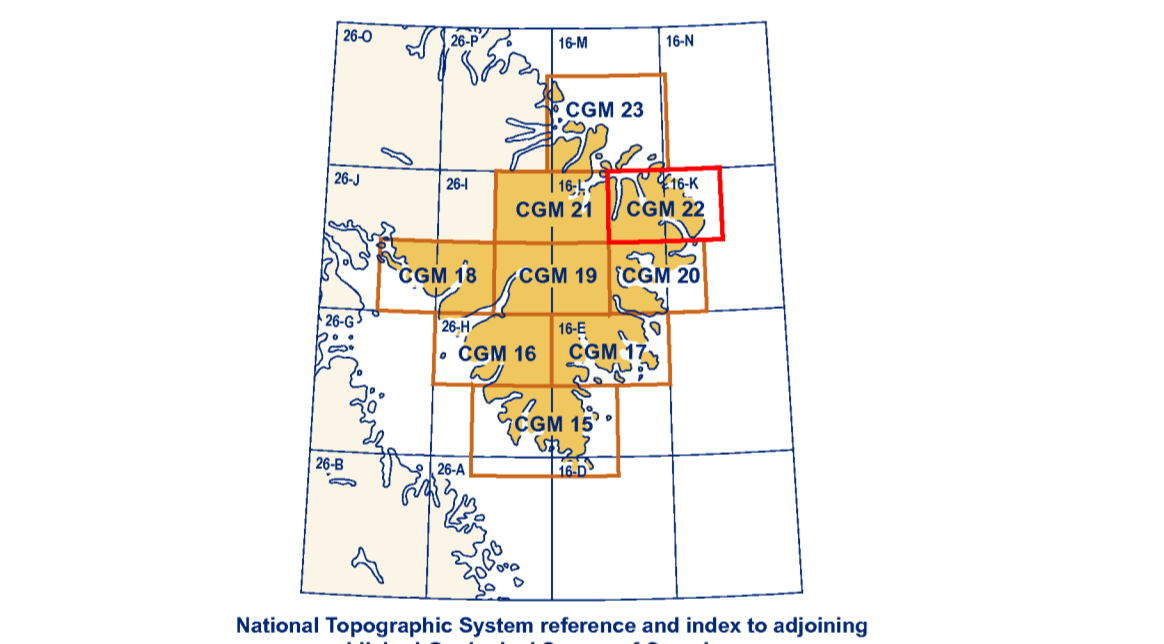 26-O
26-P
16-M
16-N
CGM 23
26-J
26-I
16-L
16-K
CGM 21
CGM 22
CGM 18
CGM 19
CGM 20
26-G
26-H
16-E
CGM 16
CGM 17
CGM 15
26-B
26-A
16-D
National Topographic System reference and index to adjoining